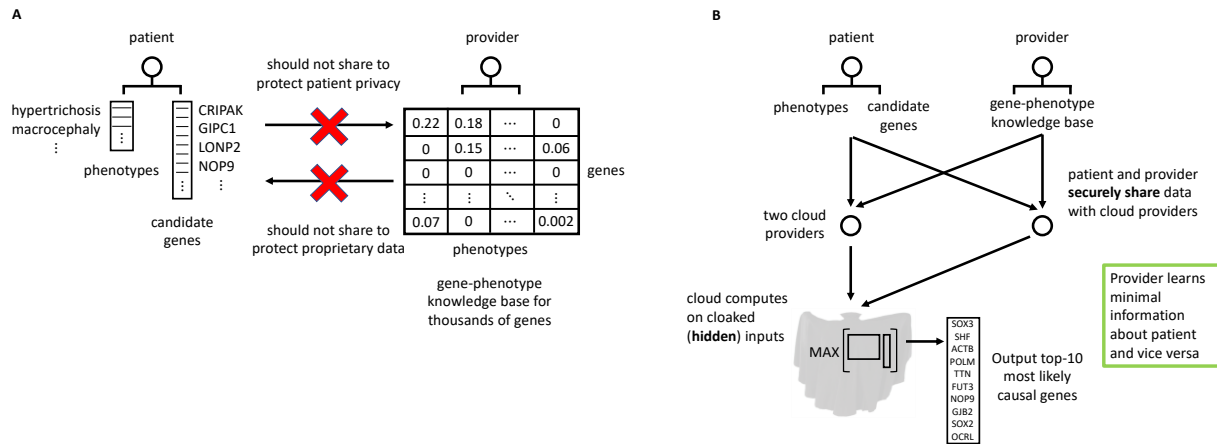 A
patient
provider
should not share to
protect patient privacy
hypertrichosis
macrocephaly
⋮
⋮
phenotypes
CRIPAK
GIPC1
LONP2
NOP9
⋮
⋮
candidate
genes
should not share to
protect proprietary data
0.22 0.18 ⋯ 0
0 0.15 ⋯ 0.06
0 0 ⋯ 0
⋮ ⋮ ⋱ ⋮
0.07 0 ⋯ 0.002
genes
phenotypes
gene-phenotype
knowledge base for
thousands of genes
B
patient
provider
phenotypes
candidate
genes
gene-phenotype
knowledge base
patient and provider
securely share data
with cloud providers
two cloud
providers
cloud computes
on cloaked
(hidden) inputs
MAX
SOX3
SHF
ACTB
POLM
TTN
FUT3
NOP9
GJB2
SOX2
OCRL
Output top-10
most likely
causal genes
Provider learns
minimal
information
about patient
and vice versa